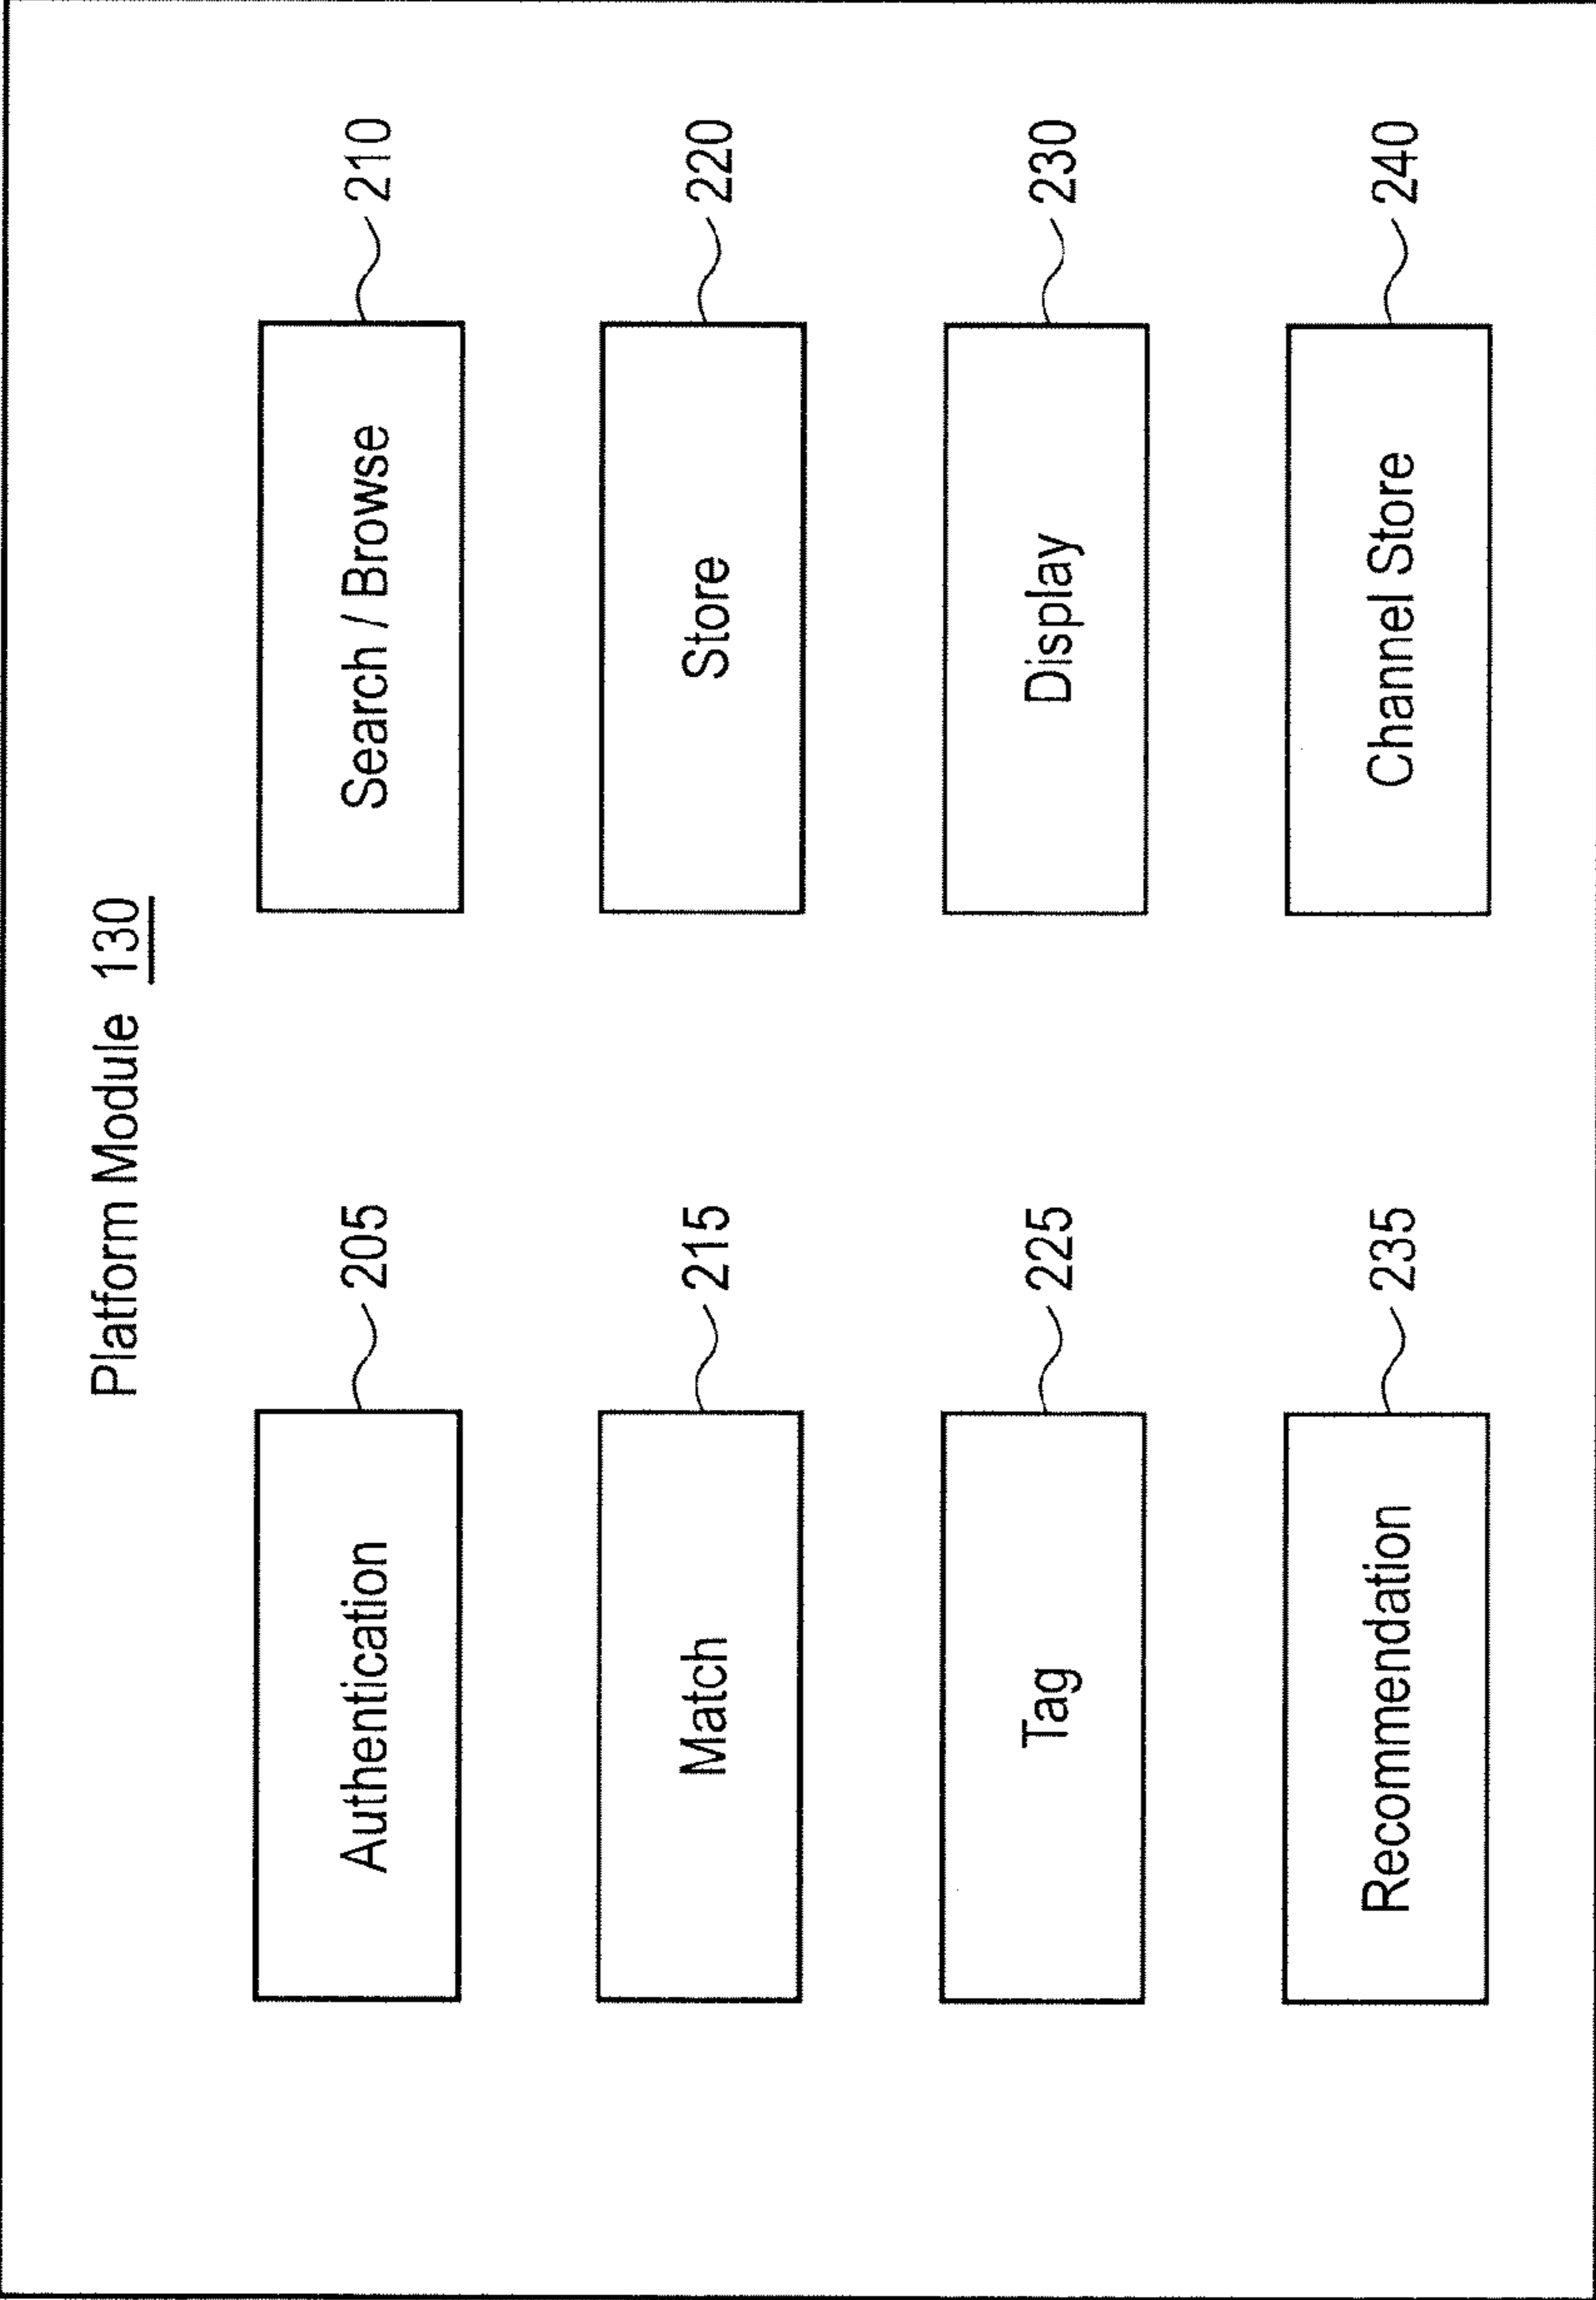 Platform Module 130
Authentication
205
Search / Browse
210
Match
215
Store
220
Tag
225
Display
230
Recommendation
235
Channel Store
240